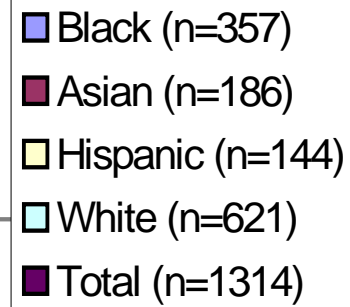 Black (n=357)
Asian (n=186)
Hispanic (n=144)
White (n=621)
Total (n=1314)